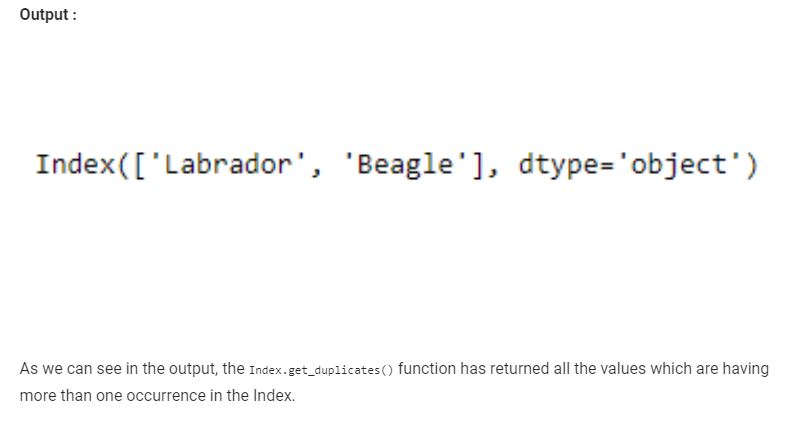 Output :
Index(['Labrador', 'Beagle'], dtype='object')
As we can see in the output, the Index.get_duplicates() function has returned all the values which are having
more than one occurrence in the Index.